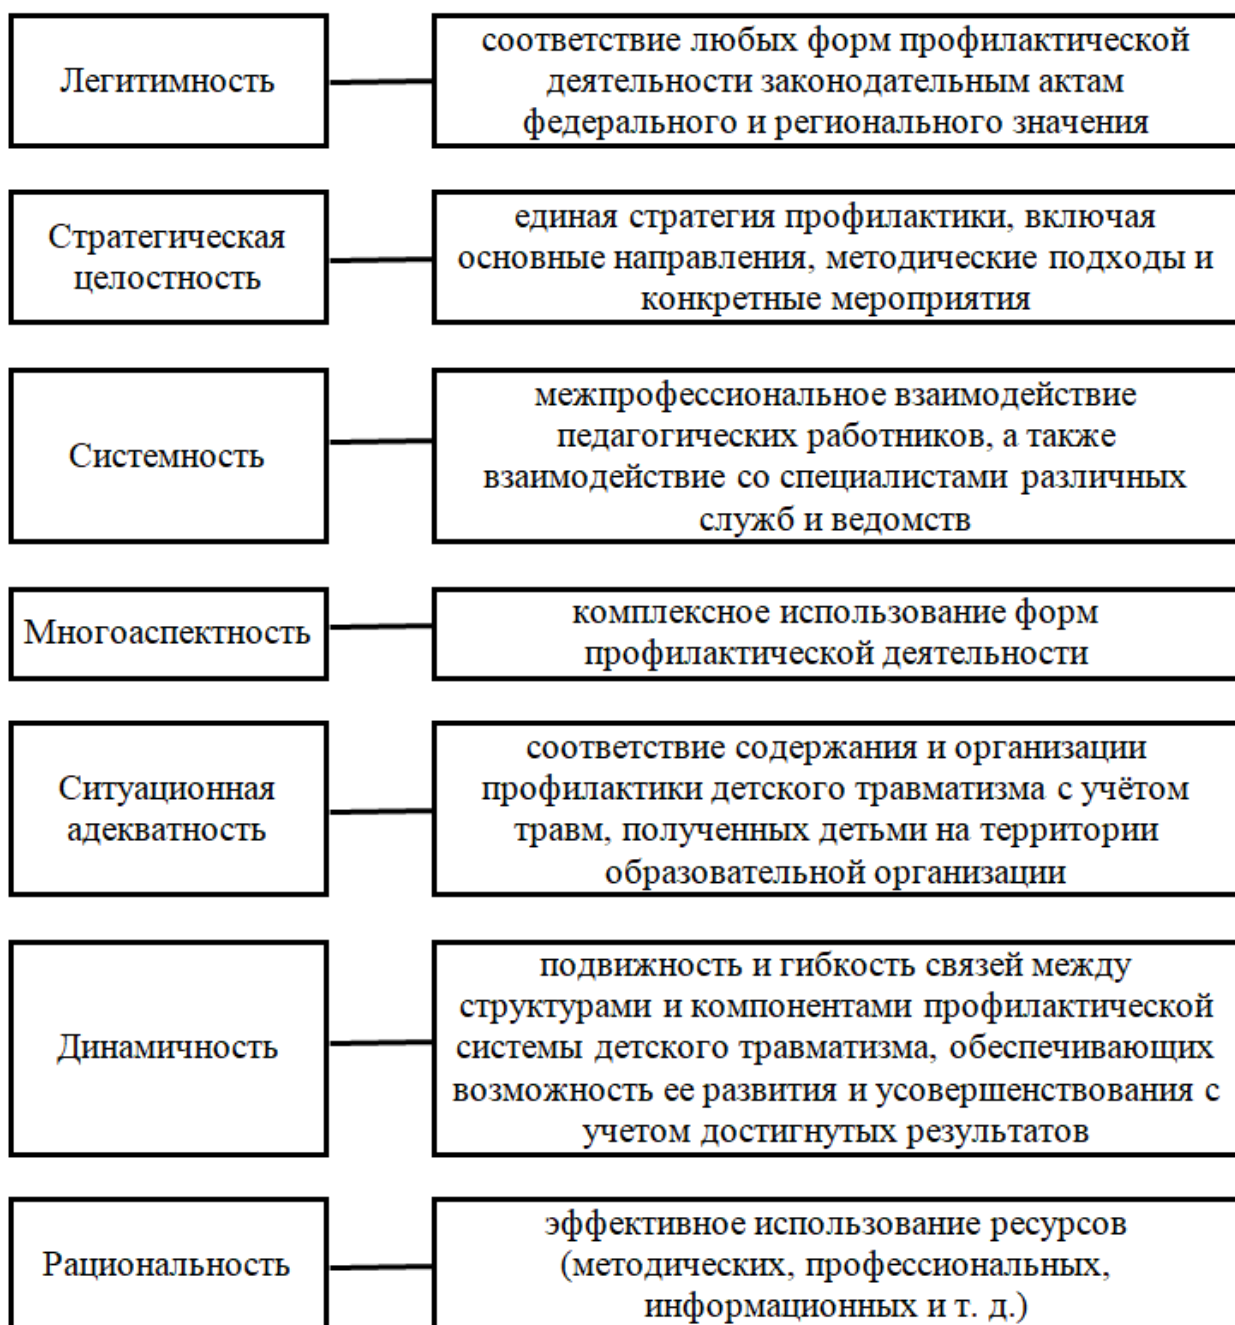 Легитимность
соответствие любых форм профилактической
деятельности законодательным актам
федерального и регионального значения
Стратегическая
целостность
единая стратегия профилактики, включая
основные направления, методические подходы и
конкретные мероприятия
Системность
межпрофессиональное взаимодействие
педагогических работников, а также
взаимодействие со специалистами различных
служб и ведомств
Многоаспектность
комплексное использование форм
профилактической деятельности
Ситуационная
адекватность
соответствие содержания и организации
профилактики детского травматизма с учётом
травм, полученных детьми на территории
образовательной организации
Динамичность
подвижность и гибкость связей между
структурами и компонентами профилактической
системы детского травматизма, обеспечивающих
возможность ее развития и усовершенствования с
учетом достигнутых результатов
Рациональность
эффективное использование ресурсов
(методических, профессиональных,
информационных и т. д.)